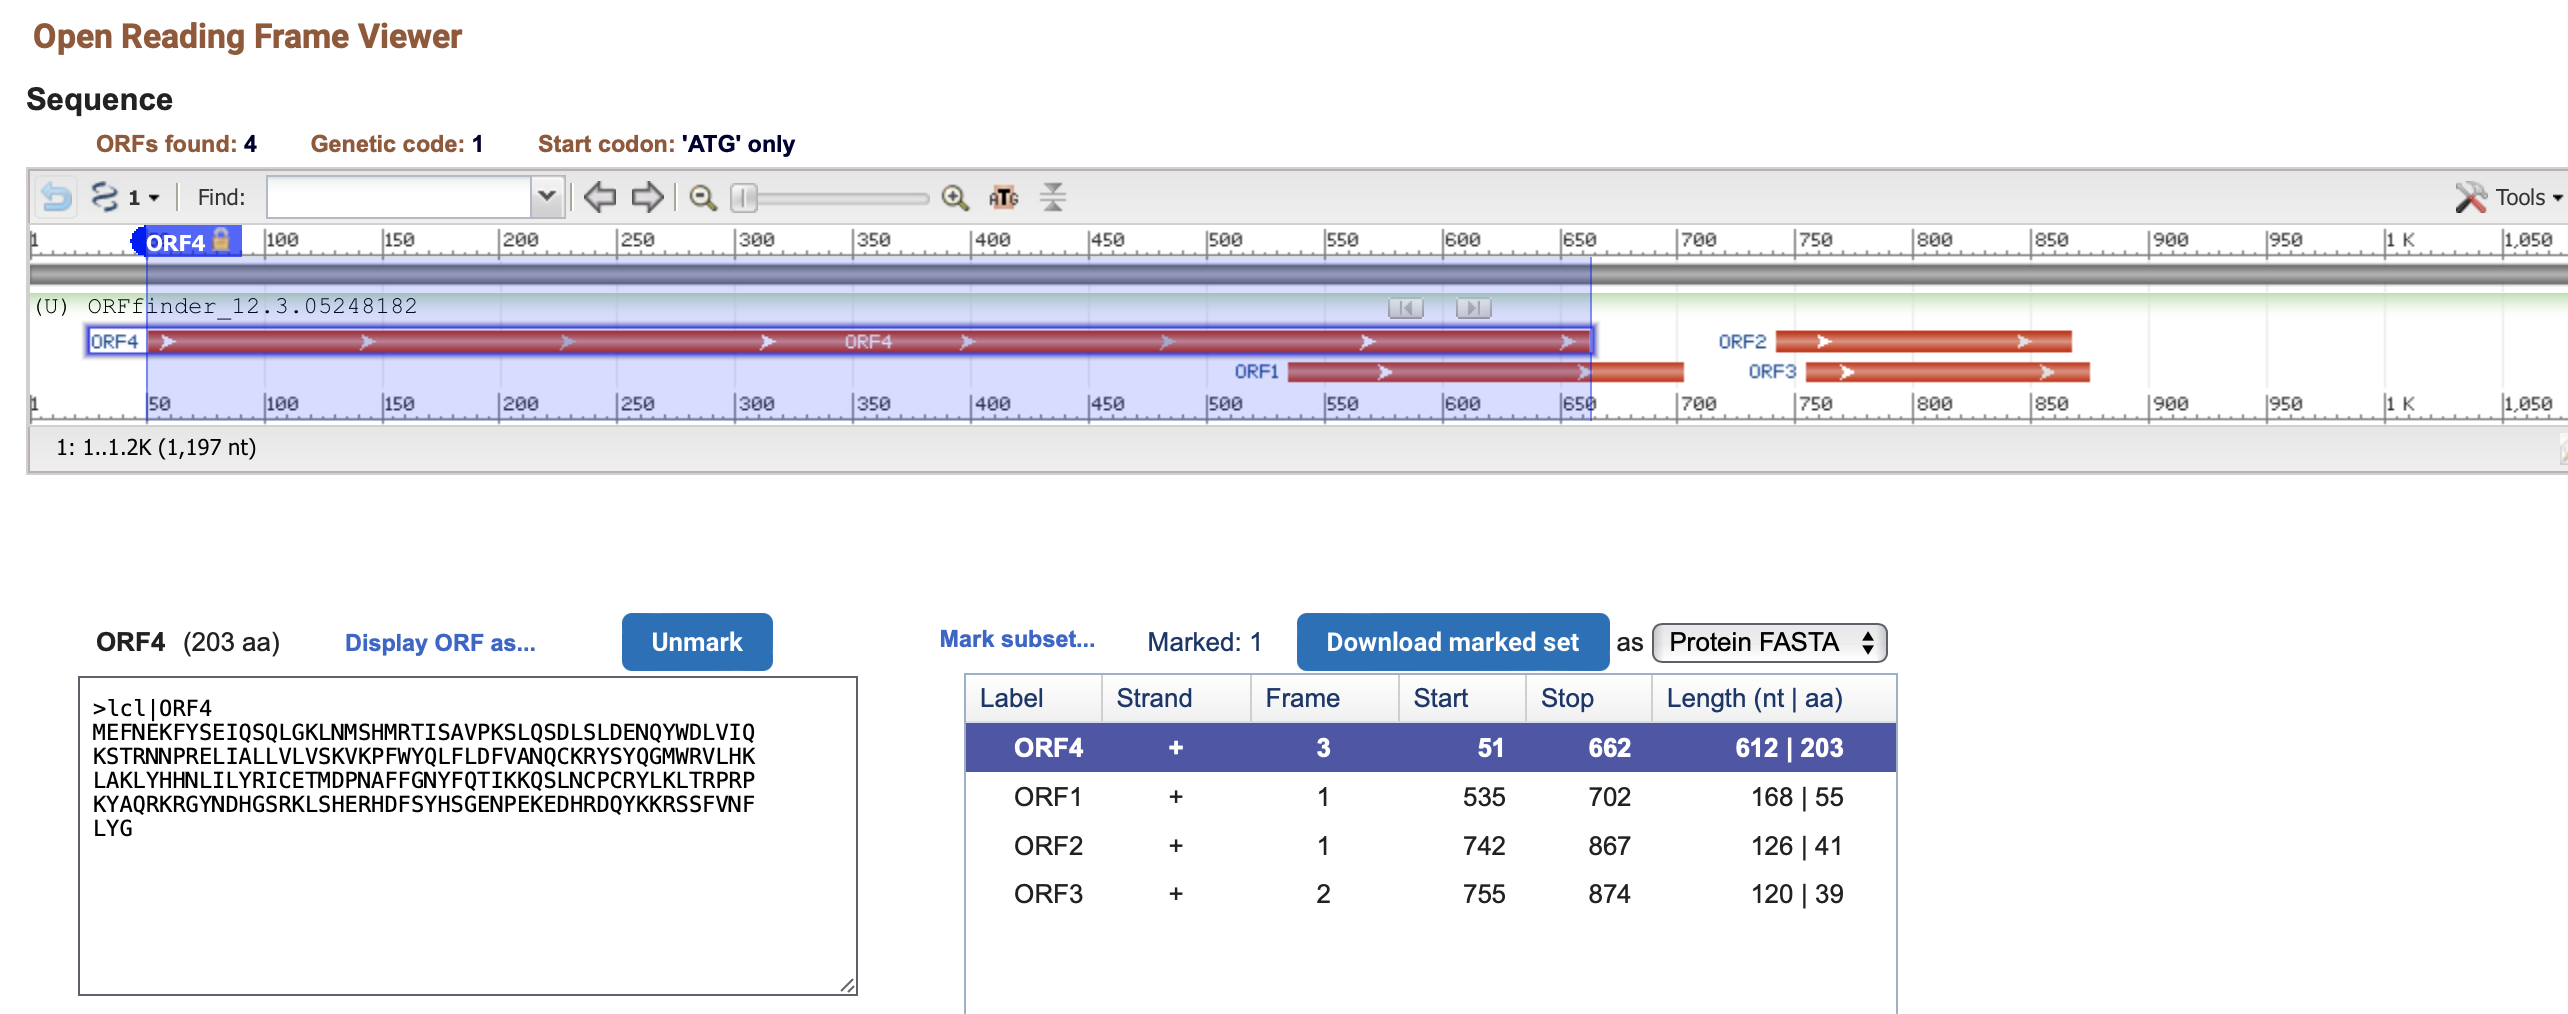 Open Reading Frame Viewer
Sequence
ORFs found: 4 Genetic code: 1 Start codon: 'ATG' only
1 Find: ATG Tools
1 ORF4 100 150 200 250 300 350 400 450 500 550 600 650 700 750 800 850 900 950 1 K 1,050
(U) ORFfinder_12.3.05248182
ORF4 ORF4 ORF2
ORF1 ORF3
1 50 100 150 200 250 300 350 400 450 500 550 600 650 700 750 800 850 900 950 1 K 1,050
1: 1..1.2K (1,197 nt)
ORF4 (203 aa) Display ORF as... Unmark
Mark subset... Marked: 1 Download marked set as Protein FASTA
>lcl|ORF4
MEFNEKFYSEIQSQLGKLNMSHMRTISAVPKSLQSDLSLDENQYWDLVIQ
KSTRNNPRELIALLVLVSKVKPFWYQLFLDFVANQCKRYSYQGMWRVLHK
LAKLYHHNLILYRICETMDPNAFFGNYFQTIKKQSLNCPCRYLKLTRPRP
KYAQRKRGYNDHGSRKLSHERHDFSYHSGENPEKEDHRDQYKKRSSFVNF
LYG
Label Strand Frame Start Stop Length (nt | aa)
ORF4 + 3 51 662 612 | 203
ORF1 + 1 535 702 168 | 55
ORF2 + 1 742 867 126 | 41
ORF3 + 2 755 874 120 | 39